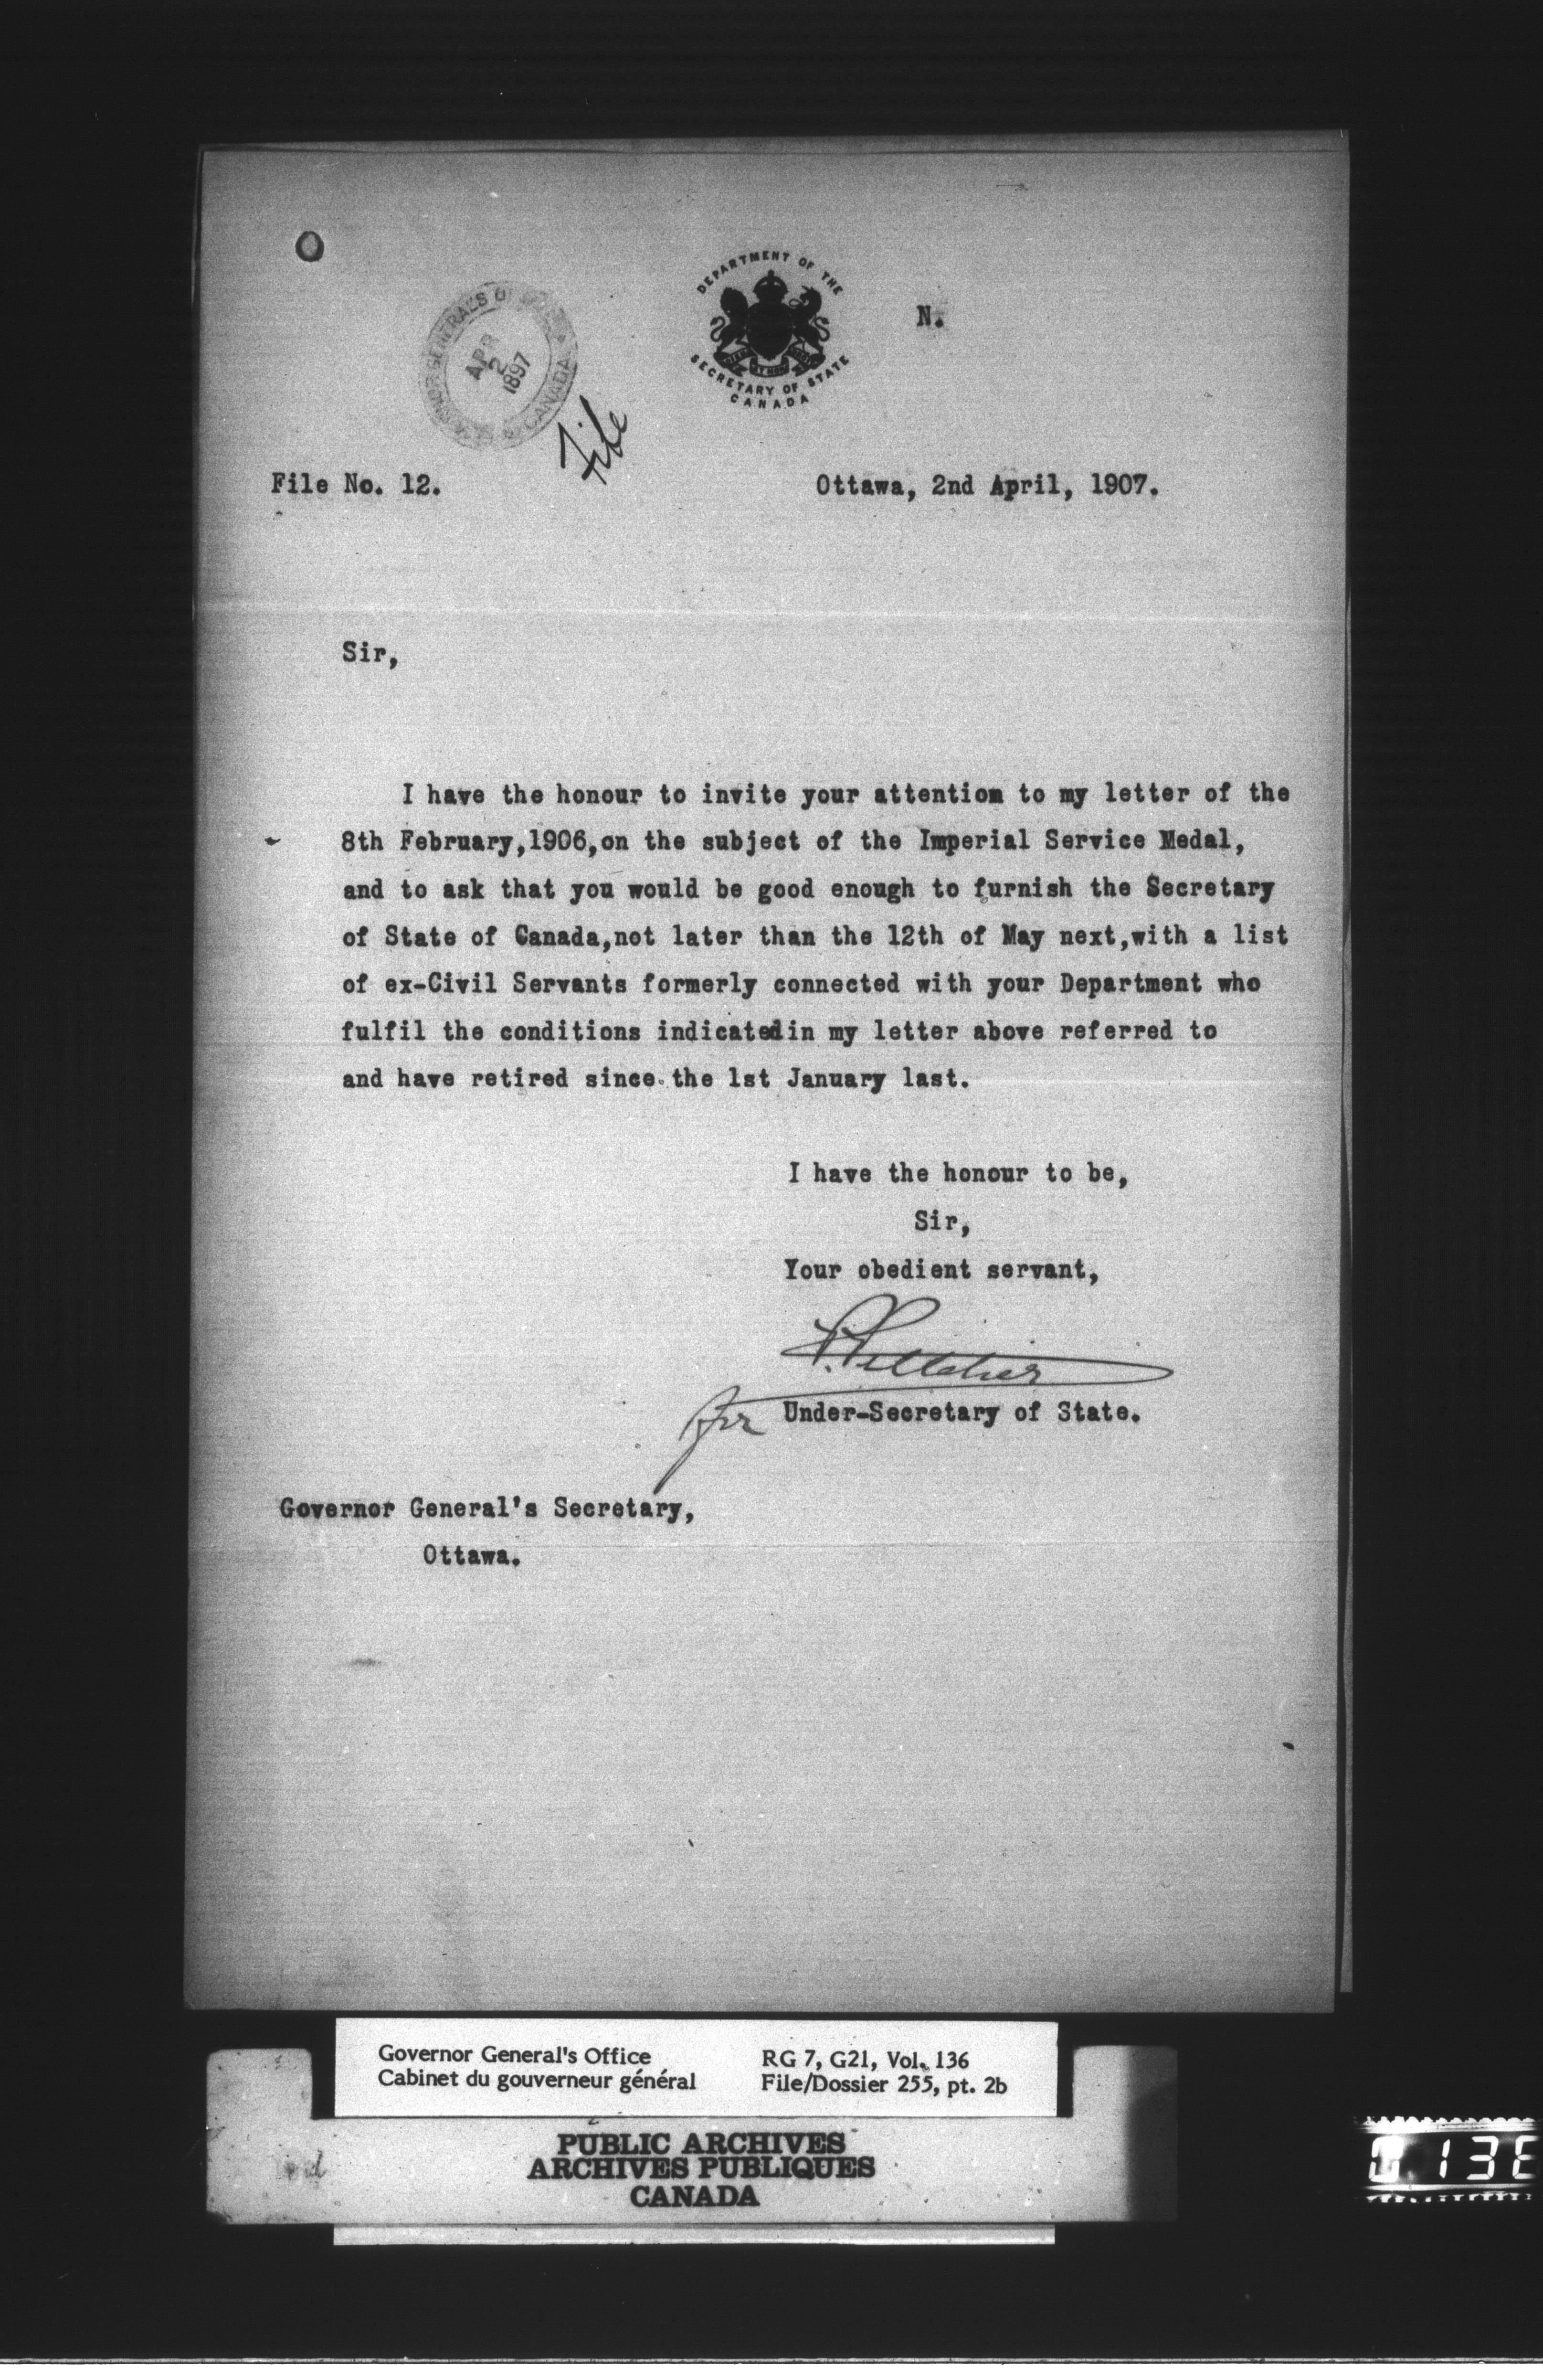 DEPARTMENT OF THE
SECRETARY OF STATE
CANADA
N.
APR
2
1897
CANADA
File
File No. 12.
Ottawa, 2nd April, 1907.
Sir,
I have the honour to invite your attention to my letter of the
8th February,1906,on the subject of the Imperial Service Medal,
and to ask that you would be good enough to furnish the Secretary
of State of Canada,not later than the 12th of May next,with a list
of ex-Civil Servants formerly connected with your Department who
fulfil the conditions indicatedin my letter above referred to
and have retired since the 1st January last.
I have the honour to be,
Sir,
Your obedient servant,
Pelletier
for Under-Secretary of State.
Governor General's Secretary,
Ottawa.
Governor General's Office
Cabinet du gouverneur général
RG 7, G21, Vol. 136
File/Dossier 255, pt. 2b
PUBLIC ARCHIVES
ARCHIVES PUBLIQUES
CANADA